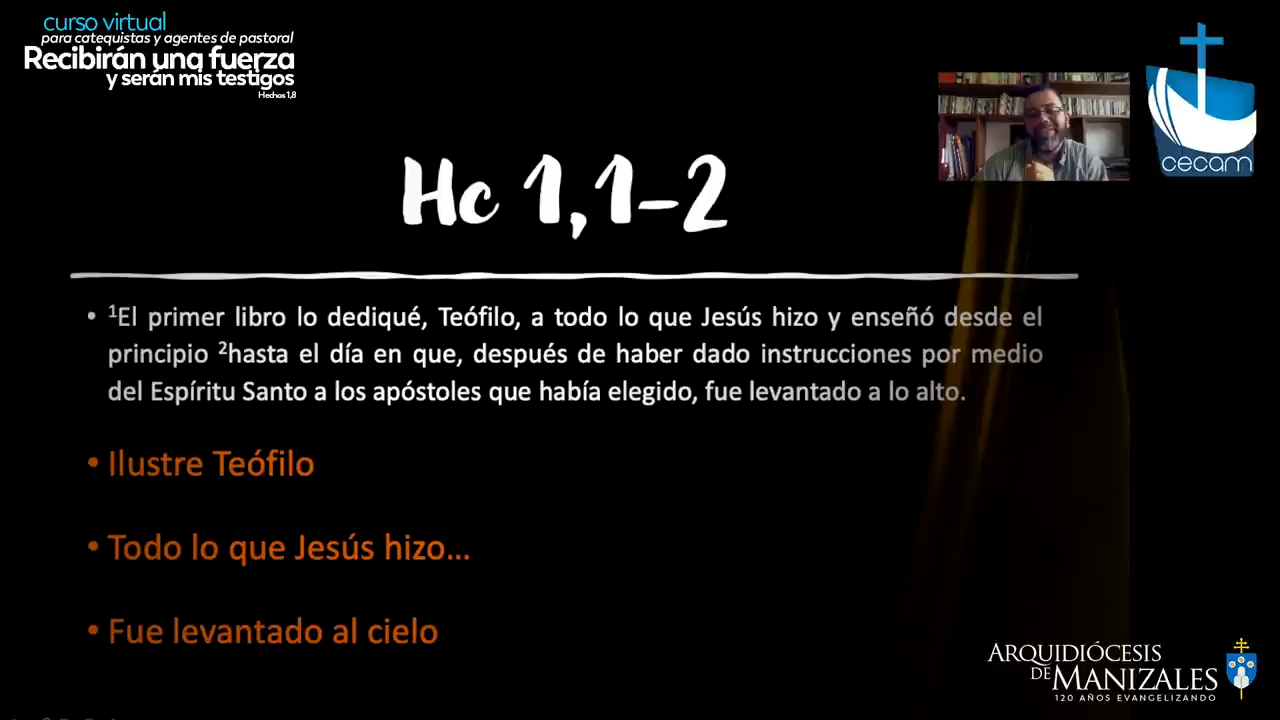 curso virtual
para catequistas y agentes de pastoral
Recibirán una fuerza
y serán mis testigos
Hechos 1,8
cecam
Hc 1,1-2
• ¹El primer libro lo dediqué, Teófilo, a todo lo que Jesús hizo y enseñó desde el
principio ²hasta el día en que, después de haber dado instrucciones por medio
del Espíritu Santo a los apóstoles que había elegido, fue levantado a lo alto.
• Ilustre Teófilo
• Todo lo que Jesús hizo...
• Fue levantado al cielo
ARQUIDIÓCESIS
DE MANIZALES
120 AÑOS EVANGELIZANDO